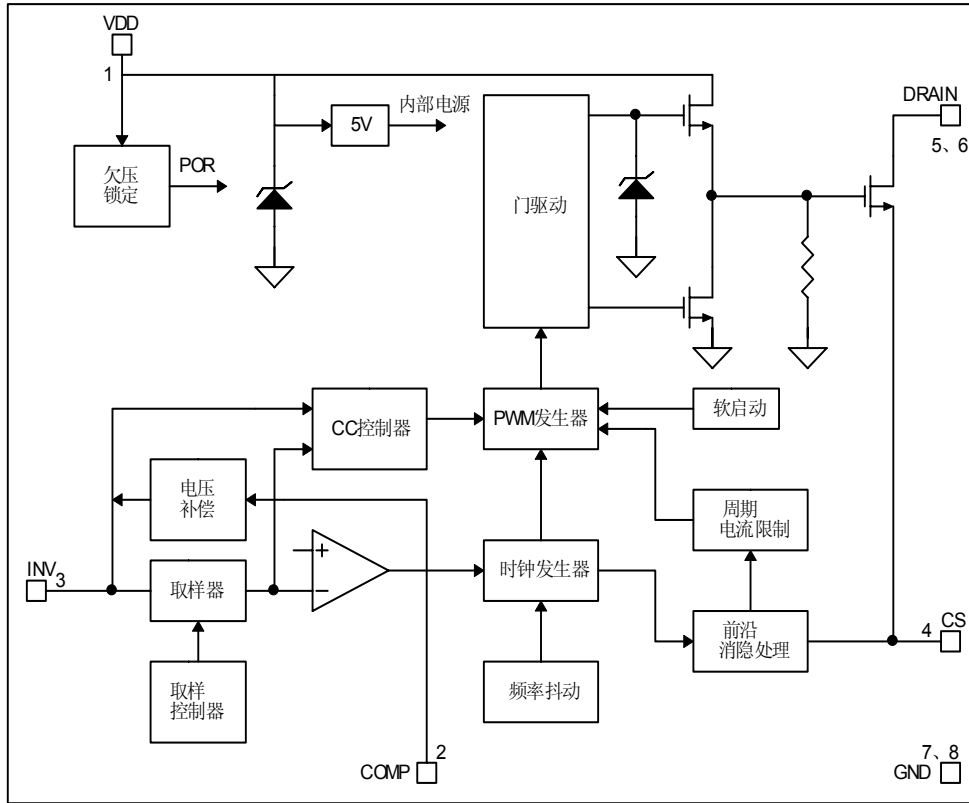 VDD
1
DRAIN
5、6
内部电源
5V
欠压
锁定
POR
门驱动
CC控制器
PWM发生器
软启动
电压
补偿
周期
电流限制
INV
3
取样器
+
−
时钟发生器
前沿
消隐处理
4
CS
取样
控制器
频率抖动
COMP
2
7、8
GND